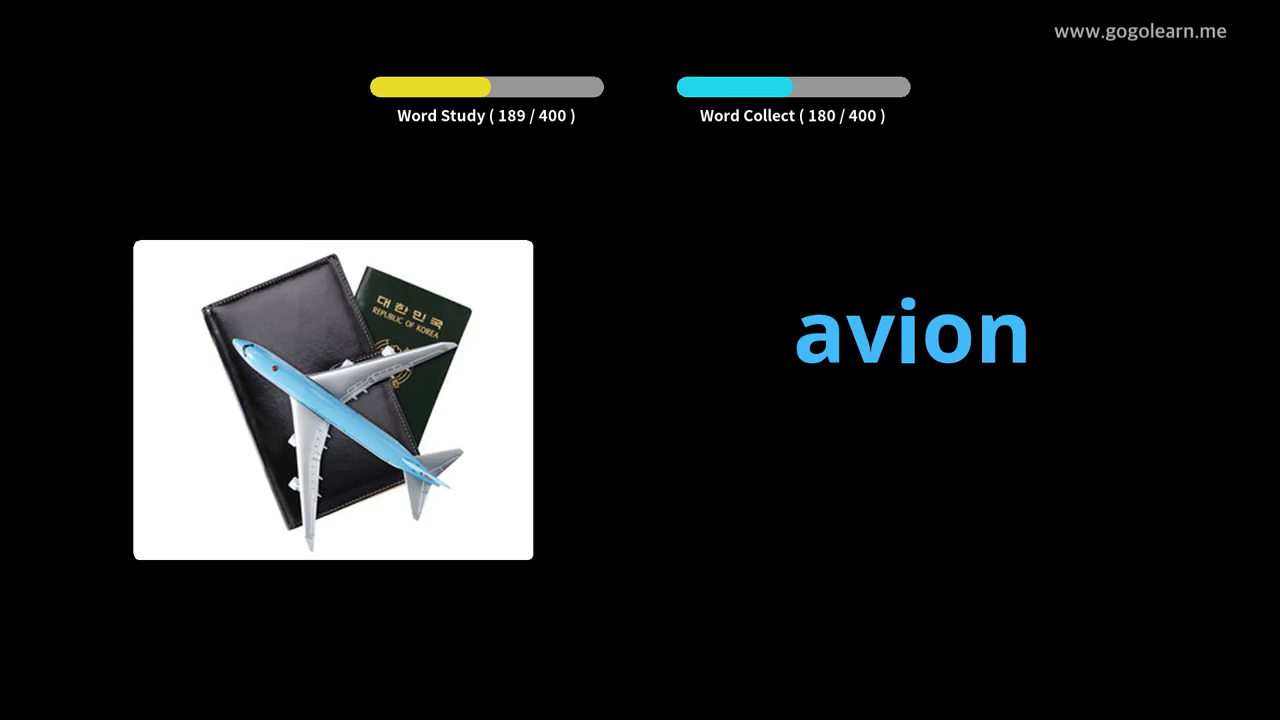 www.gogolearn.me
Word Study ( 189 / 400 )
Word Collect ( 180 / 400 )
대한민국
REPUBLIC OF KOREA
avion